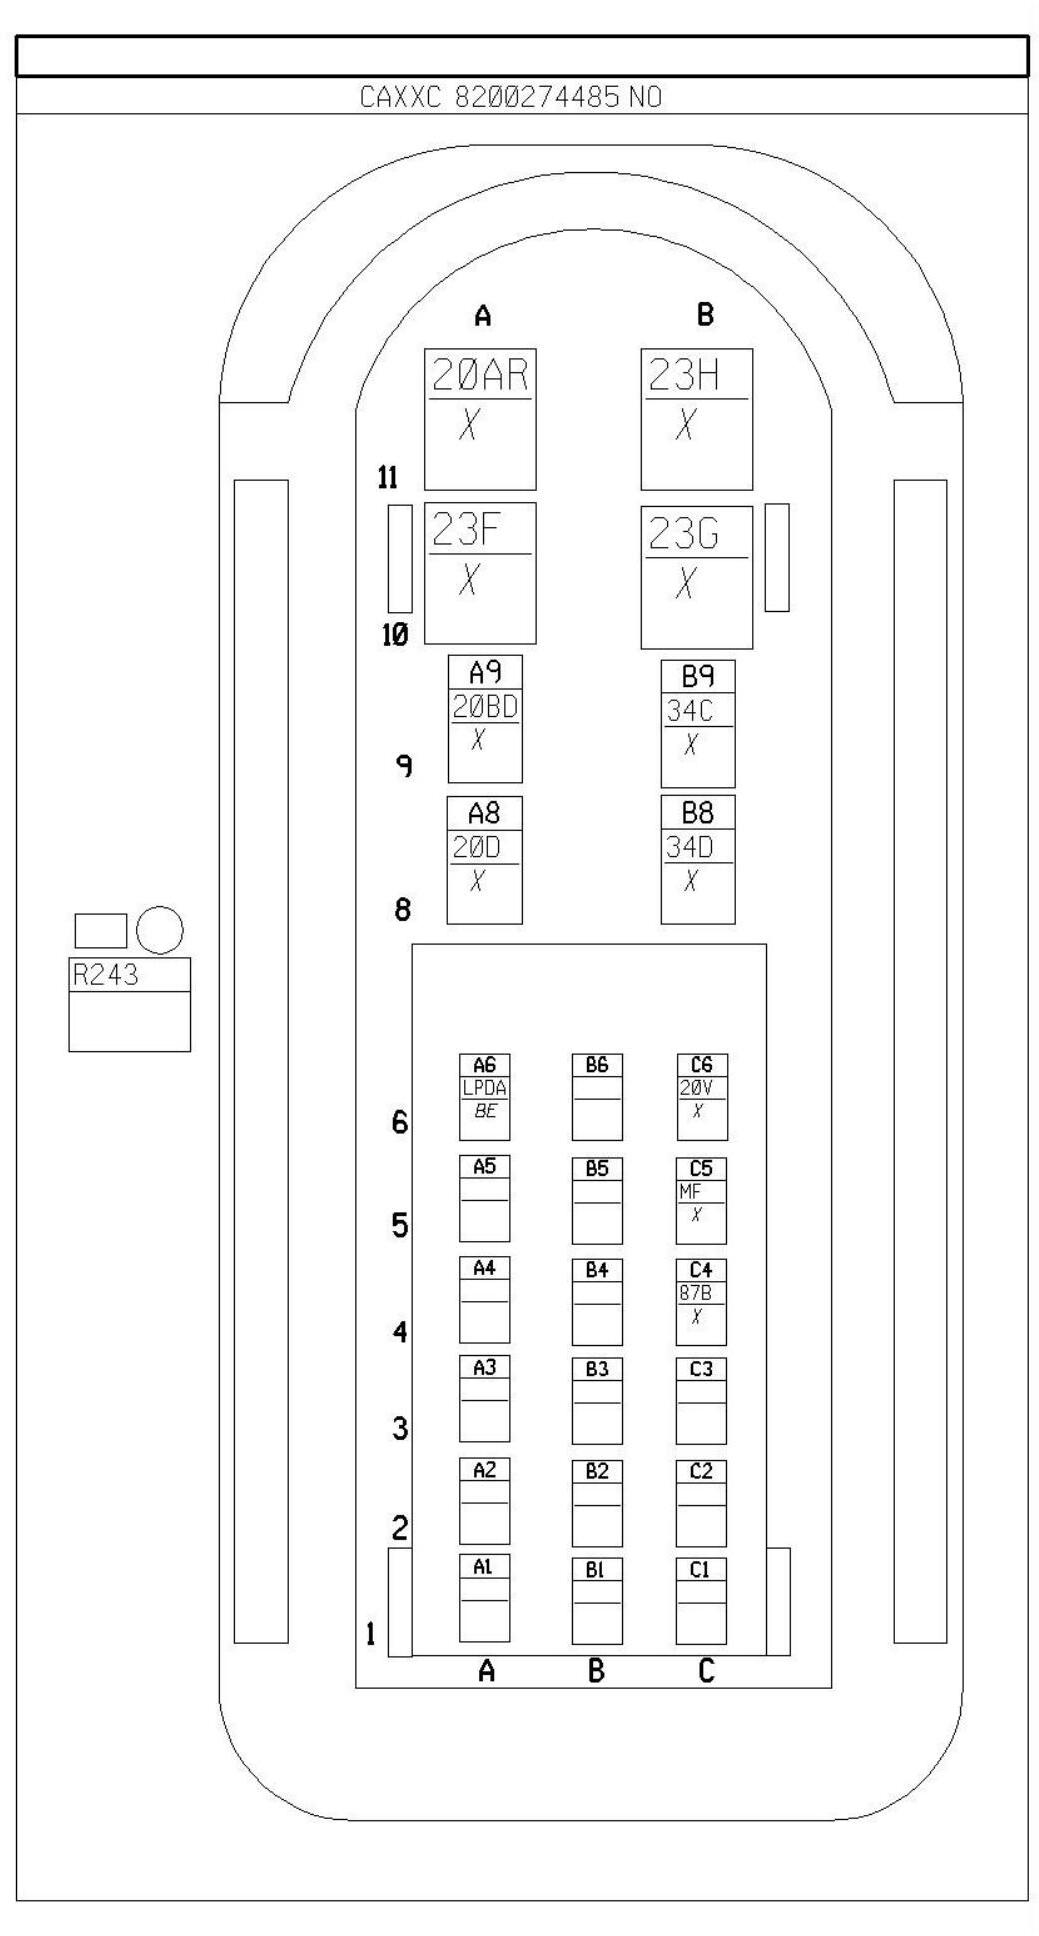 CAXXC 8200274485 NO
A B
20AR 23H
X X
11
23F 23G
X X
10
A9 B9
20BD 34C
X X
9
A8 B8
20D 34D
X X
8
R243
A6 B6 C6
LPDA 20V
BE X
6
A5 B5 C5
MF
X
5
A4 B4 C4
87B
X
4
A3 B3 C3
3
A2 B2 C2
2
A1 B1 C1
1
A B C